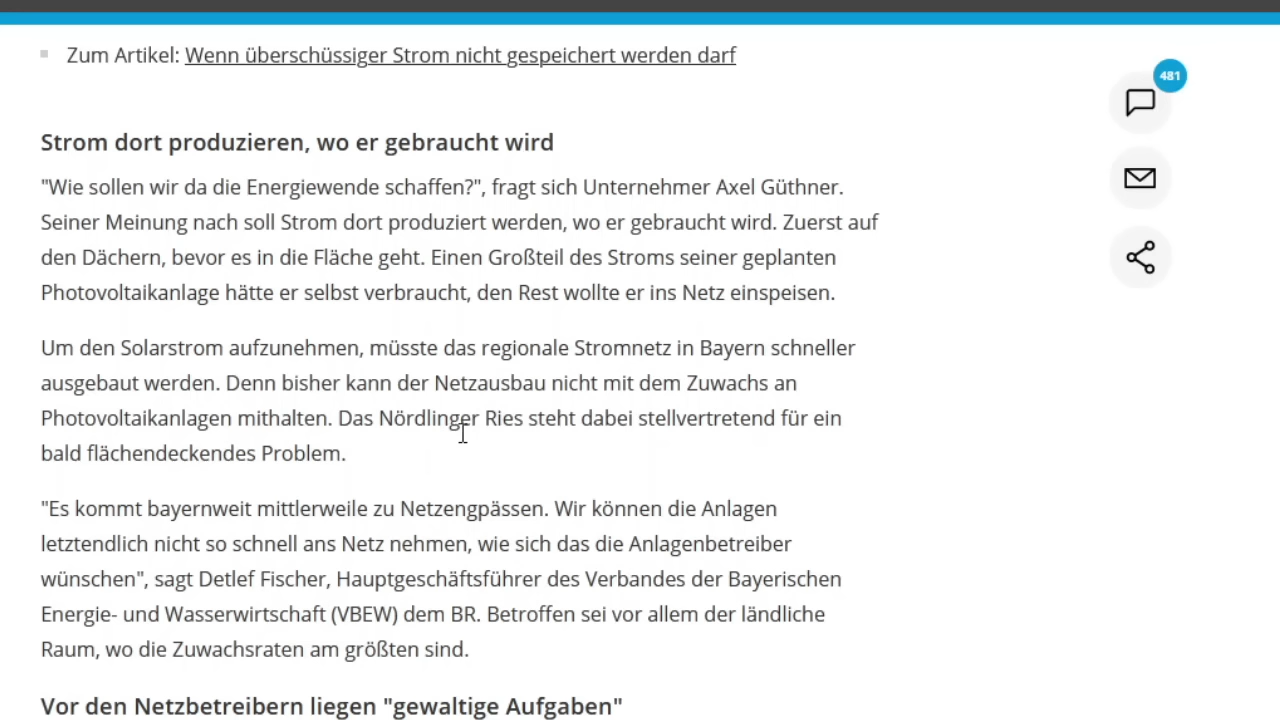 Zum Artikel: Wenn überschüssiger Strom nicht gespeichert werden darf
481
Strom dort produzieren, wo er gebraucht wird
"Wie sollen wir da die Energiewende schaffen?", fragt sich Unternehmer Axel Güthner.
Seiner Meinung nach soll Strom dort produziert werden, wo er gebraucht wird. Zuerst auf
den Dächern, bevor es in die Fläche geht. Einen Großteil des Stroms seiner geplanten
Photovoltaikanlage hätte er selbst verbraucht, den Rest wollte er ins Netz einspeisen.
Um den Solarstrom aufzunehmen, müsste das regionale Stromnetz in Bayern schneller
ausgebaut werden. Denn bisher kann der Netzausbau nicht mit dem Zuwachs an
Photovoltaikanlagen mithalten. Das Nördlinger Ries steht dabei stellvertretend für ein
bald flächendeckendes Problem.
"Es kommt bayernweit mittlerweile zu Netzengpässen. Wir können die Anlagen
letztendlich nicht so schnell ans Netz nehmen, wie sich das die Anlagenbetreiber
wünschen", sagt Detlef Fischer, Hauptgeschäftsführer des Verbandes der Bayerischen
Energie- und Wasserwirtschaft (VBEW) dem BR. Betroffen sei vor allem der ländliche
Raum, wo die Zuwachsraten am größten sind.
Vor den Netzbetreibern liegen "gewaltige Aufgaben"